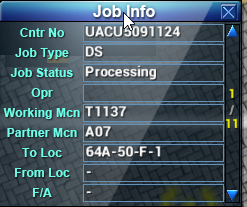 Job Info
Cntr No UACU5091124
Job Type DS
Job Status Processing
Opr
1
Working Mcn T1137
/
11
Partner Mcn A07
To Loc 64A-50-F-1
From Loc -
F/A -